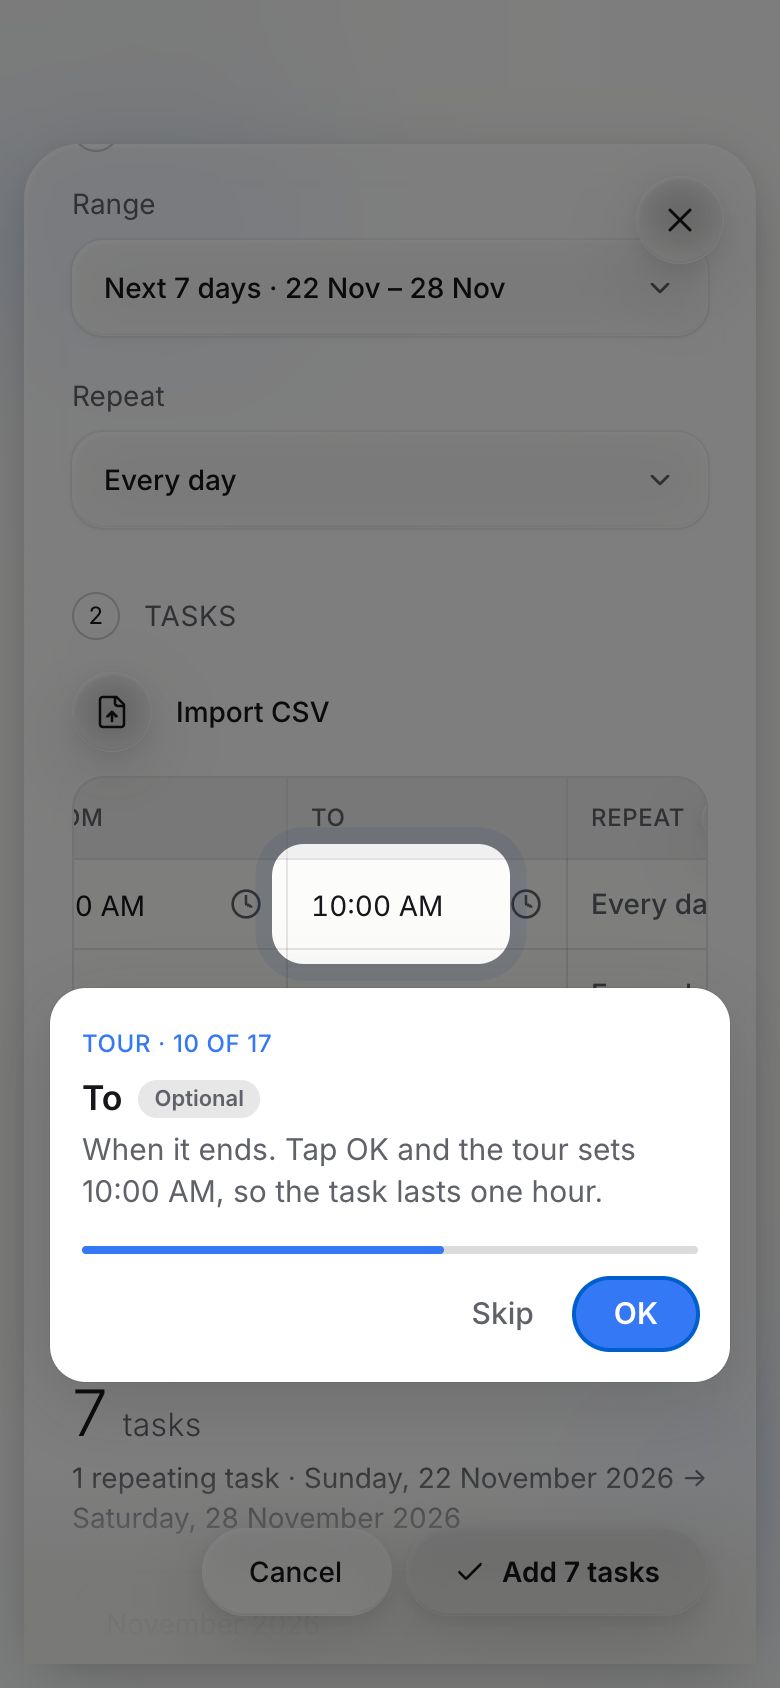 Range
Next 7 days · 22 Nov – 28 Nov
Repeat
Every day
2 TASKS
Import CSV
OM TO REPEAT
0 AM 10:00 AM Every da
TOUR · 10 OF 17
To Optional
When it ends. Tap OK and the tour sets
10:00 AM, so the task lasts one hour.
Skip OK
7 tasks
1 repeating task · Sunday, 22 November 2026 →
Saturday, 28 November 2026
Cancel Add 7 tasks
November 2026